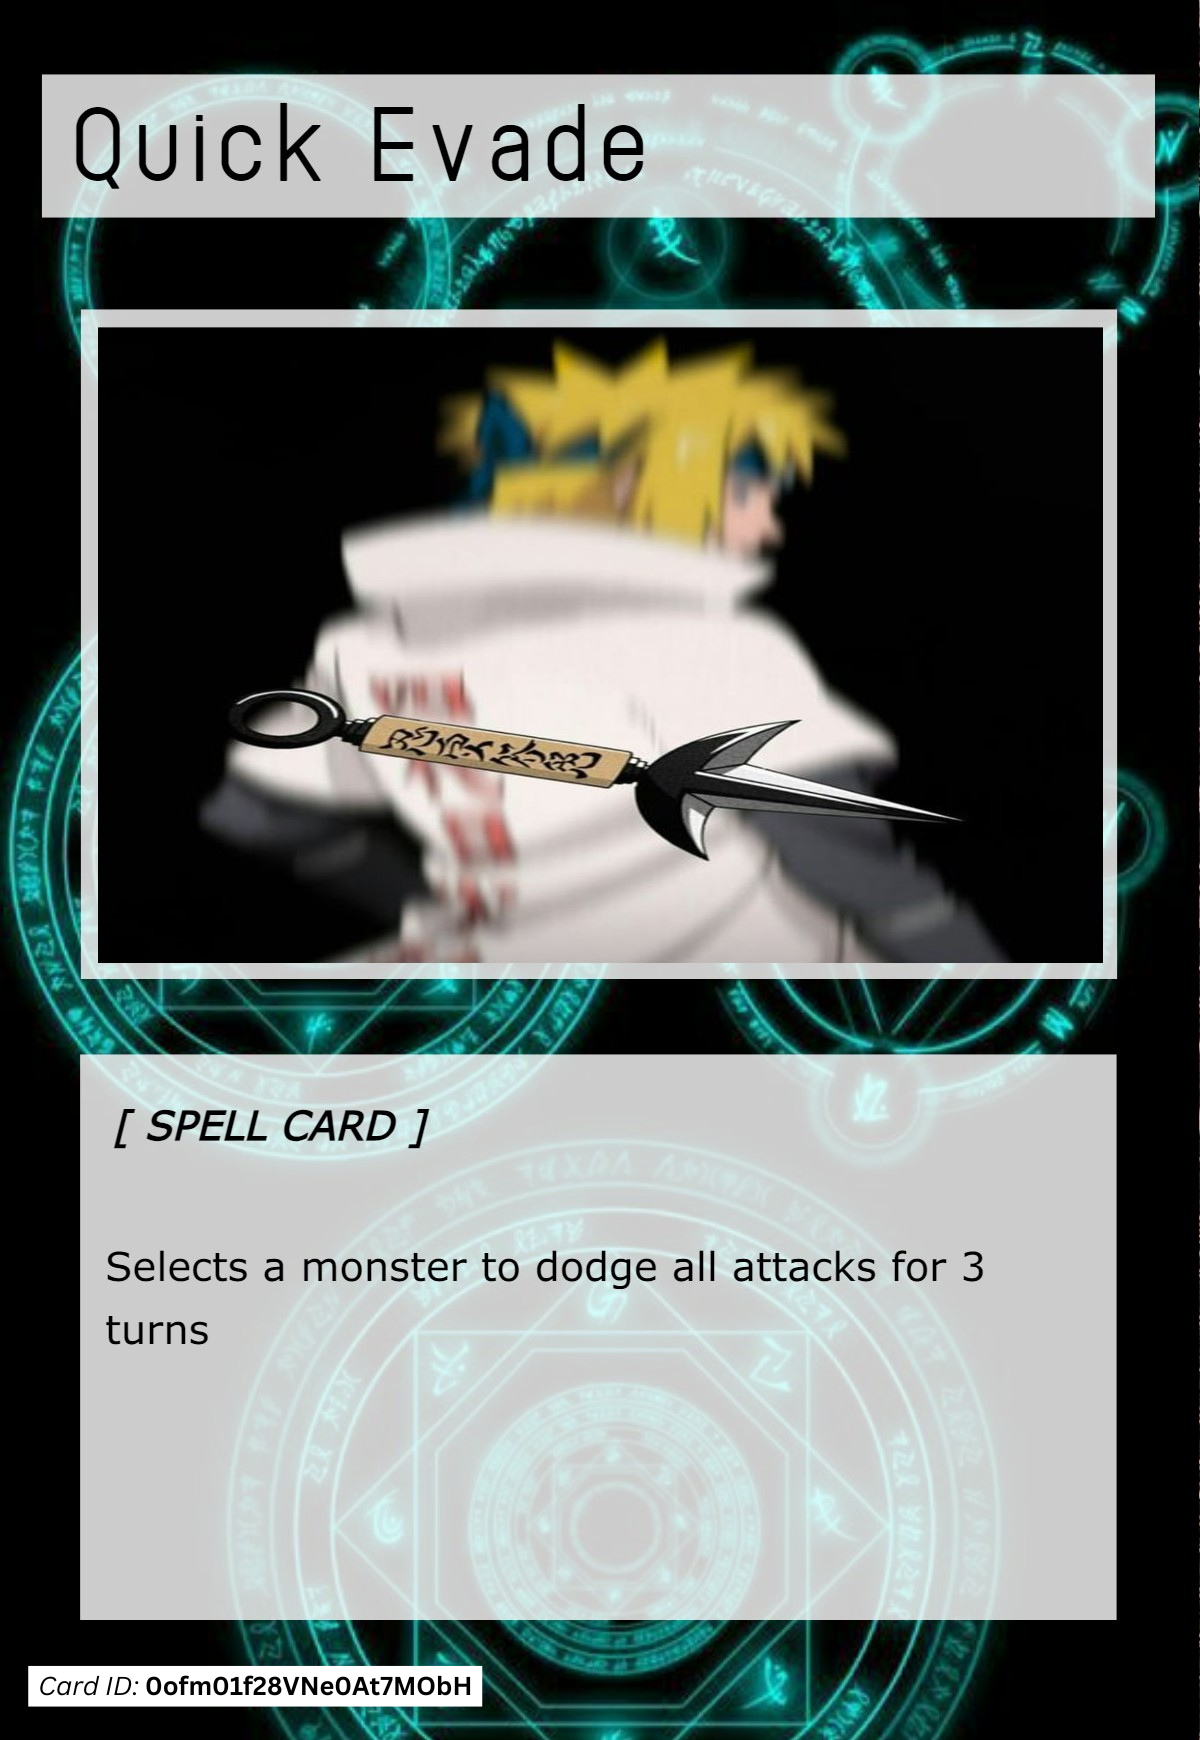 Quick Evade
[ SPELL CARD ]
Selects a monster to dodge all attacks for 3
turns
Card ID: 0ofm01f28VNe0At7MObH